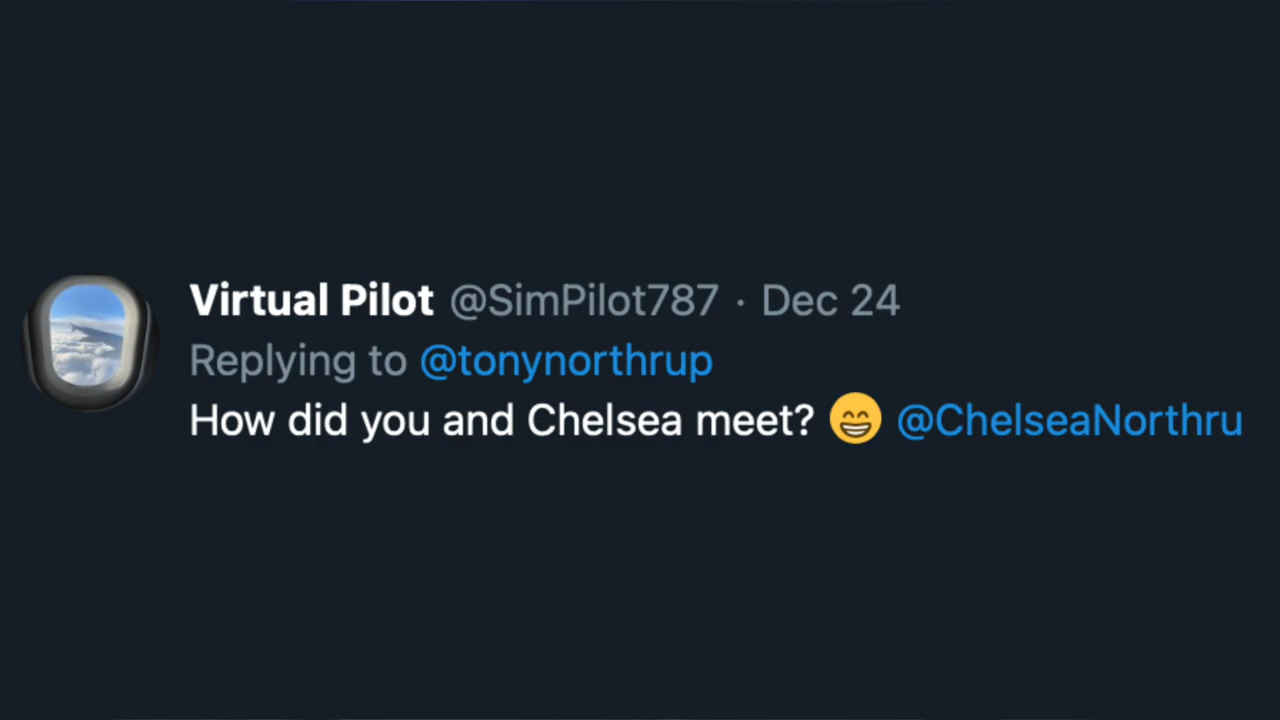 Virtual Pilot @SimPilot787 · Dec 24
Replying to @tonynorthrup
How did you and Chelsea meet? 😁 @ChelseaNorthru